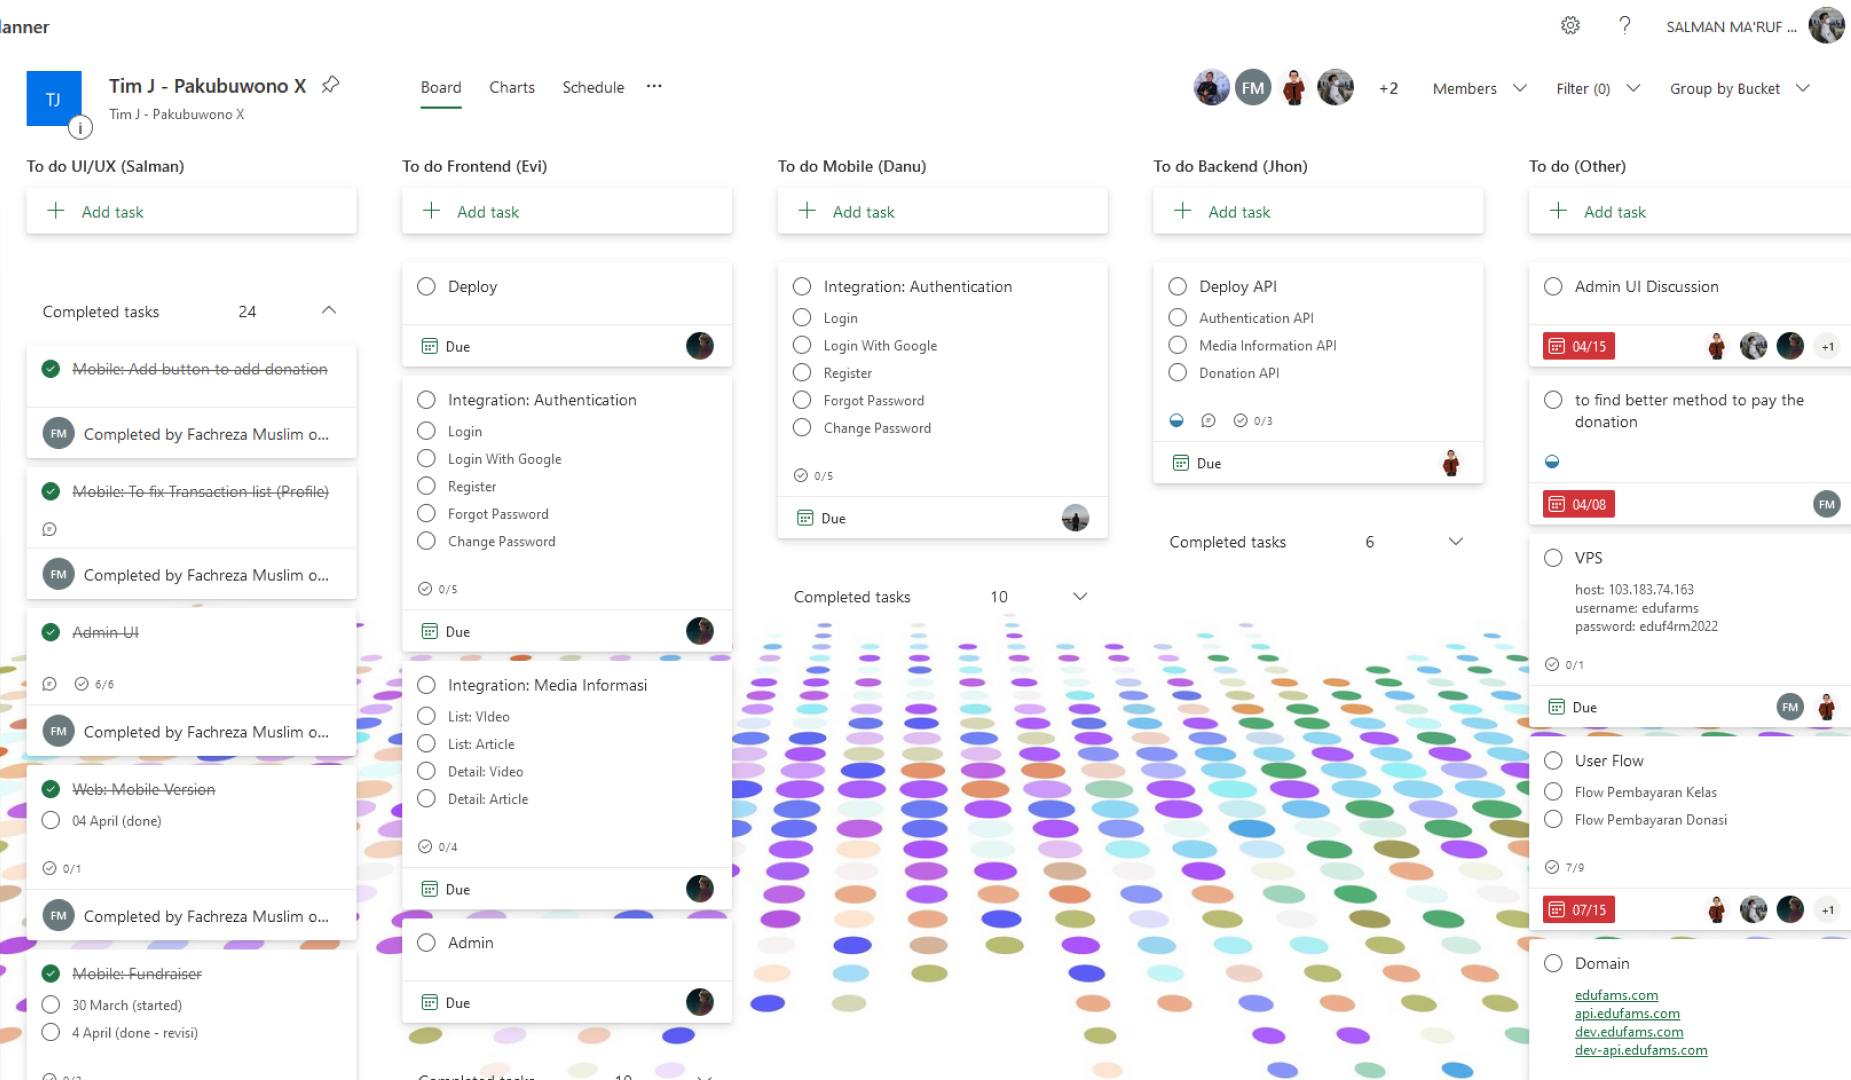 lanner
SALMAN MA'RUF ...
TJ
Tim J - Pakubuwono X
Tim J - Pakubuwono X
Board
Charts
Schedule
...
FM
+2
Members
Filter (0)
Group by Bucket
To do UI/UX (Salman)
Add task
Completed tasks 24
Mobile: Add button to add donation
FM Completed by Fachreza Muslim o...
Mobile: To fix Transaction list (Profile)
FM Completed by Fachreza Muslim o...
Admin UI
6/6
FM Completed by Fachreza Muslim o...
Web: Mobile Version
04 April (done)
0/1
FM Completed by Fachreza Muslim o...
Mobile: Fundraiser
30 March (started)
4 April (done - revisi)
To do Frontend (Evi)
Add task
Deploy
Due
Integration: Authentication
Login
Login With Google
Register
Forgot Password
Change Password
0/5
Due
Integration: Media Informasi
List: VIdeo
List: Article
Detail: Video
Detail: Article
0/4
Due
Admin
Due
To do Mobile (Danu)
Add task
Integration: Authentication
Login
Login With Google
Register
Forgot Password
Change Password
0/5
Due
Completed tasks 10
To do Backend (Jhon)
Add task
Deploy API
Authentication API
Media Information API
Donation API
0/3
Due
Completed tasks 6
To do (Other)
Add task
Admin UI Discussion
04/15
+1
to find better method to pay the
donation
04/08
FM
VPS
host: 103.183.74.163
username: edufarms
password: eduf4rm2022
0/1
Due
FM
User Flow
Flow Pembayaran Kelas
Flow Pembayaran Donasi
7/9
07/15
+1
Domain
edufams.com
api.edufams.com
dev.edufams.com
dev-api.edufams.com